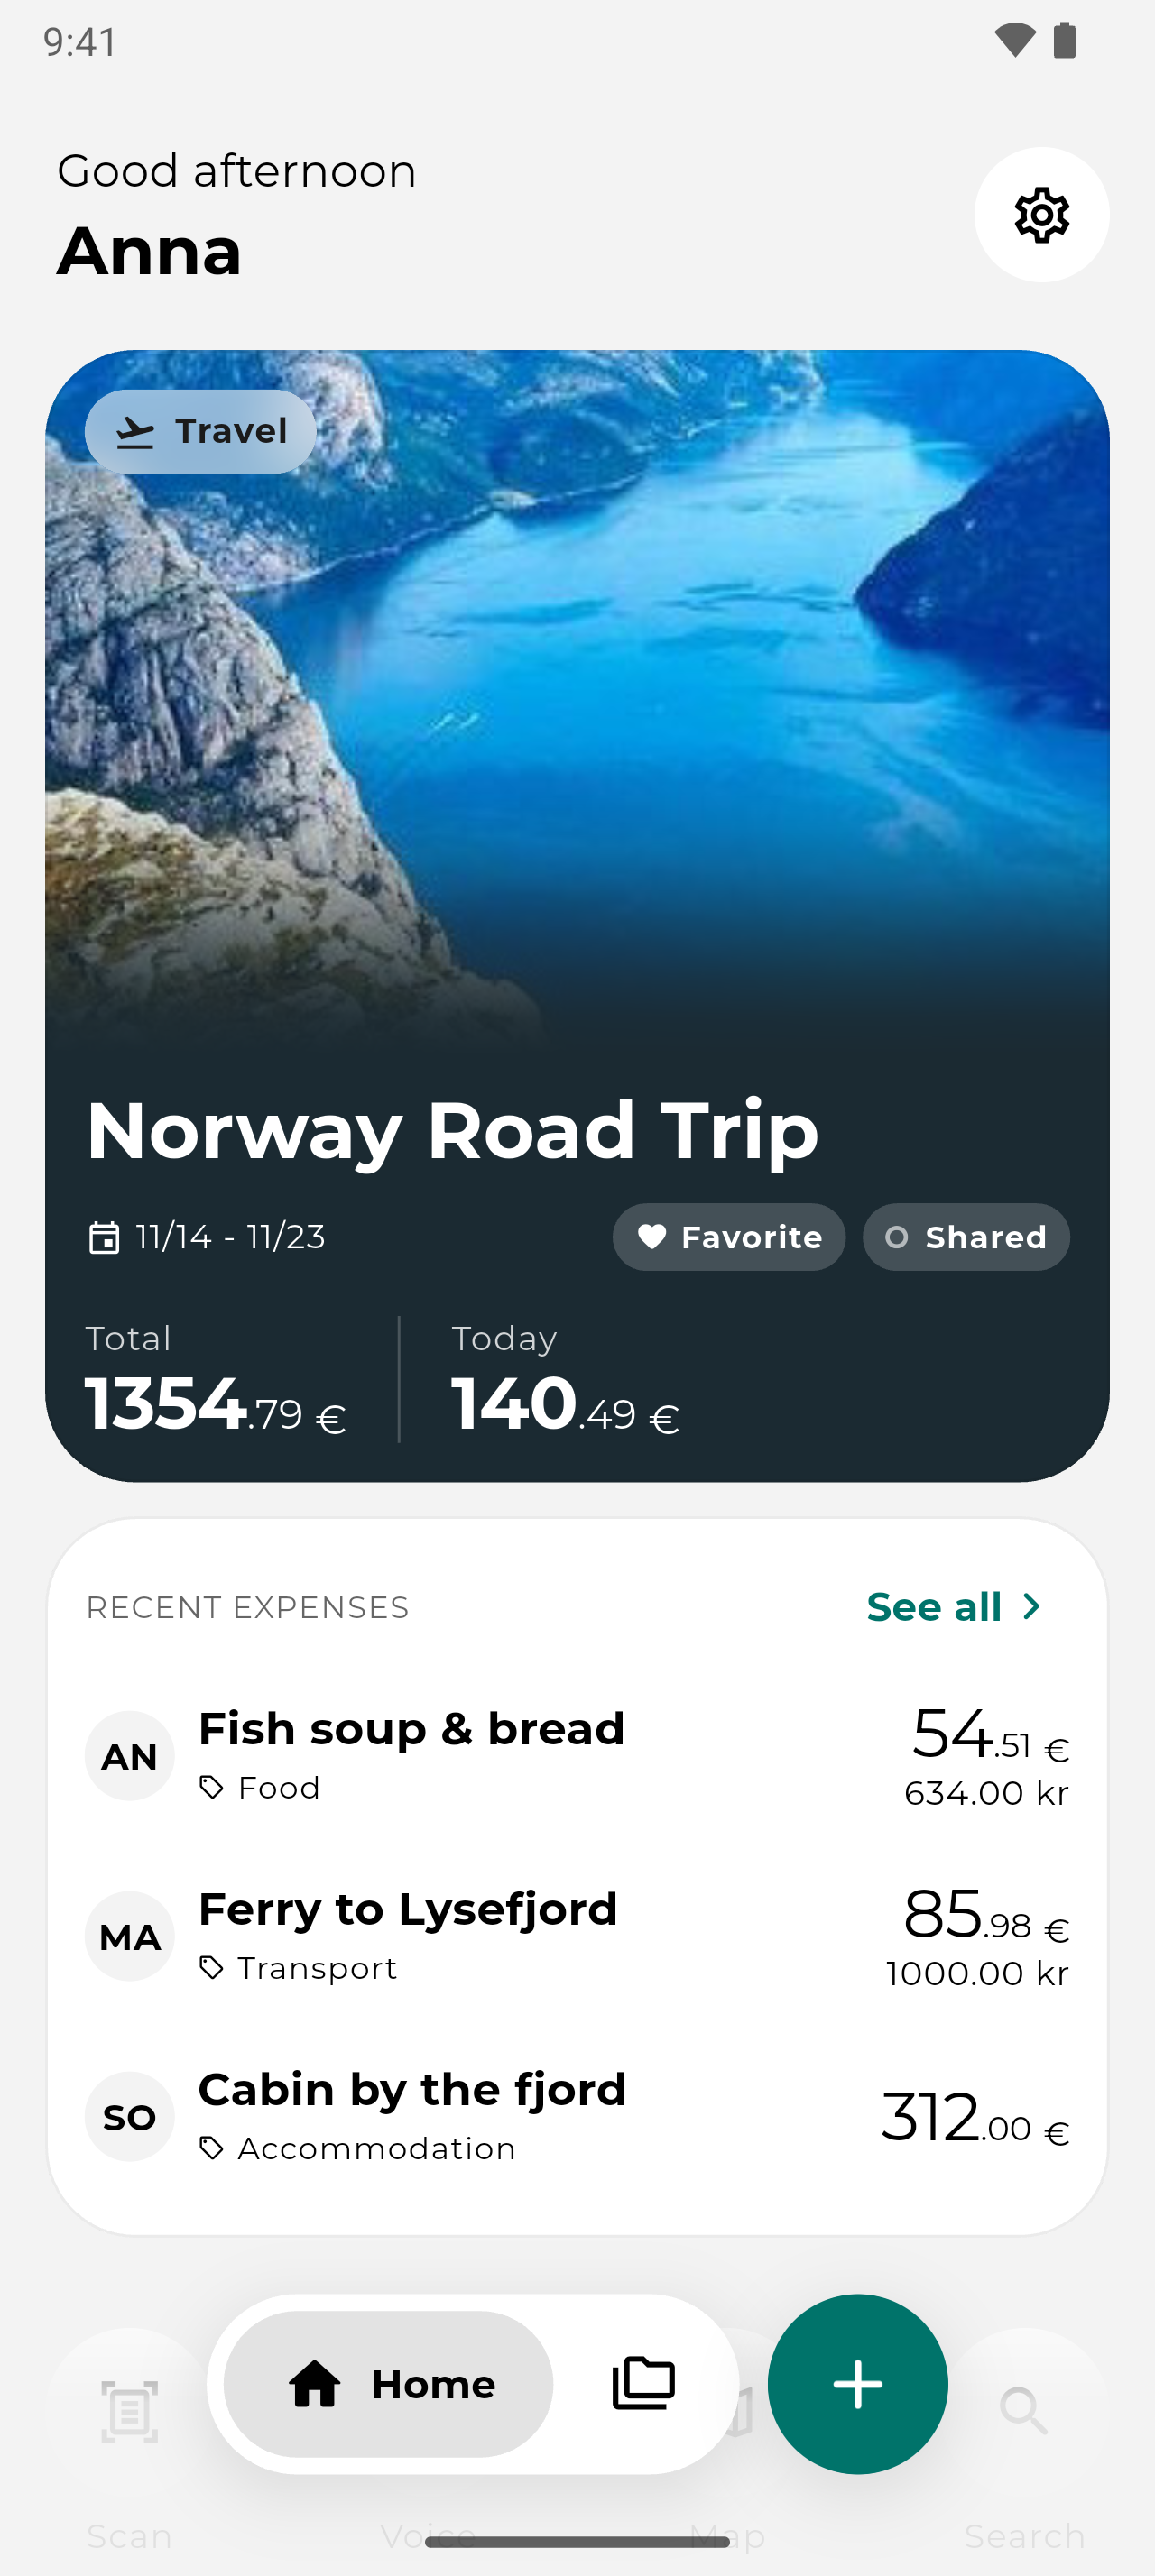 9:41
Good afternoon
Anna
Travel
Norway Road Trip
11/14 - 11/23
Favorite
Shared
Total
Today
1354.79 €
140.49 €
RECENT EXPENSES
See all
AN
Fish soup & bread
Food
54.51 €
634.00 kr
MA
Ferry to Lysefjord
Transport
85.98 €
1000.00 kr
SO
Cabin by the fjord
Accommodation
312.00 €
Home
Scan
Voice
Map
Search